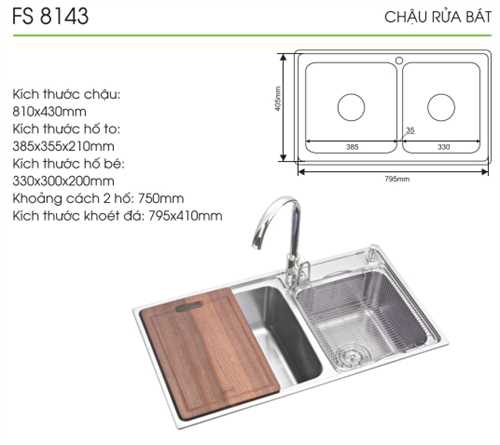 FS 8143
CHẬU RỬA BÁT
Kích thước chậu:
810x430mm
Kích thước hố to:
385x355x210mm
Kích thước hố bé:
330x300x200mm
Khoảng cách 2 hố: 750mm
Kích thước khoét đá: 795x410mm
405mm
35
385
330
795mm